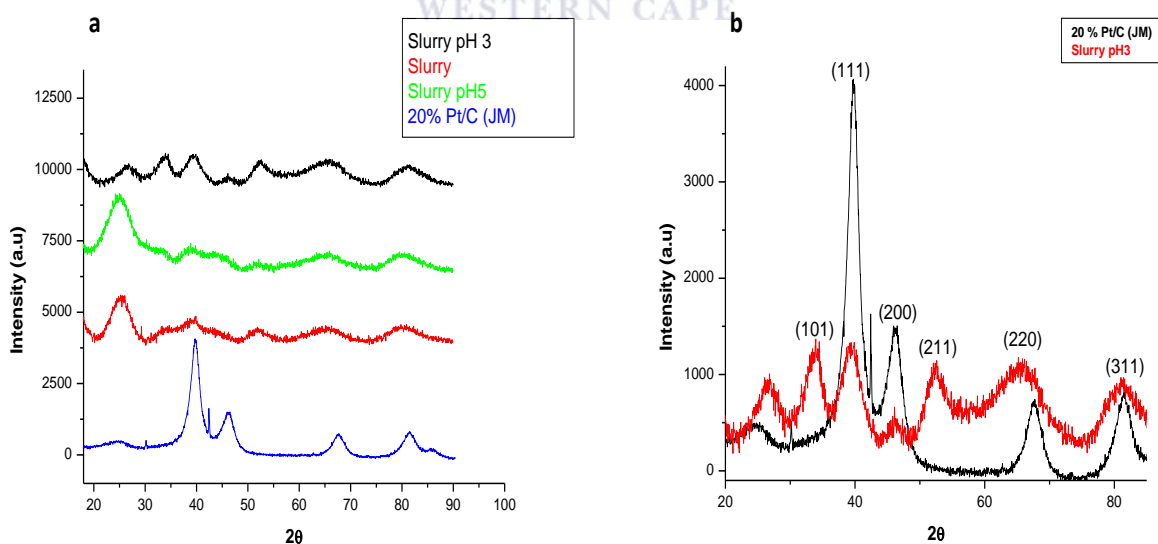 WESTERN CAPE
a
Slurry pH 3
Slurry
Slurry pH5
20% Pt/C (JM)
12500
10000
7500
5000
2500
0
Intensity (a.u)
20 30 40 50 60 70 80 90 100
2θ
b
20 % Pt/C (JM)
Slurry pH3
4000
3000
2000
1000
0
Intensity (a.u)
(111)
(101)
(200)
(211)
(220)
(311)
20 40 60 80
2θ